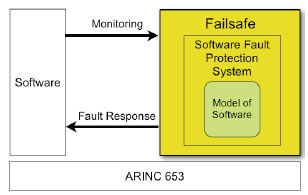 Monitoring
Failsafe
Software Fault
Protection
System
Software
Model of
Software
Fault Response
ARINC 653